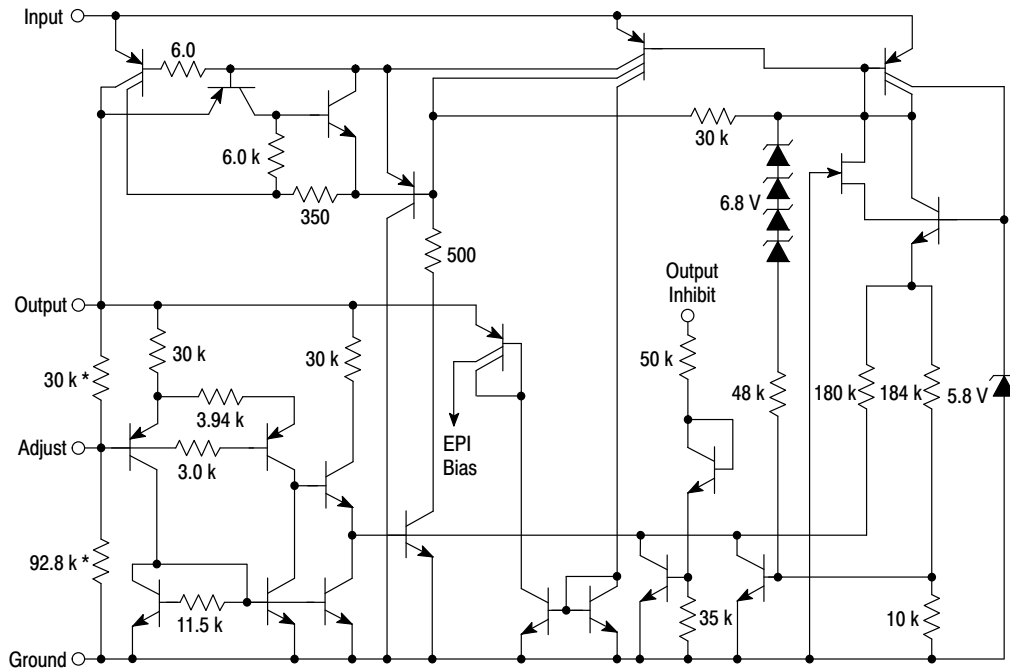 Input
6.0
6.0 k
350
30 k
6.8 V
500
Output
Inhibit
Output
30 k
30 k
30 k *
3.94 k
50 k
48 k
180 k
184 k
5.8 V
Adjust
3.0 k
EPI
Bias
92.8 k *
11.5 k
35 k
10 k
Ground